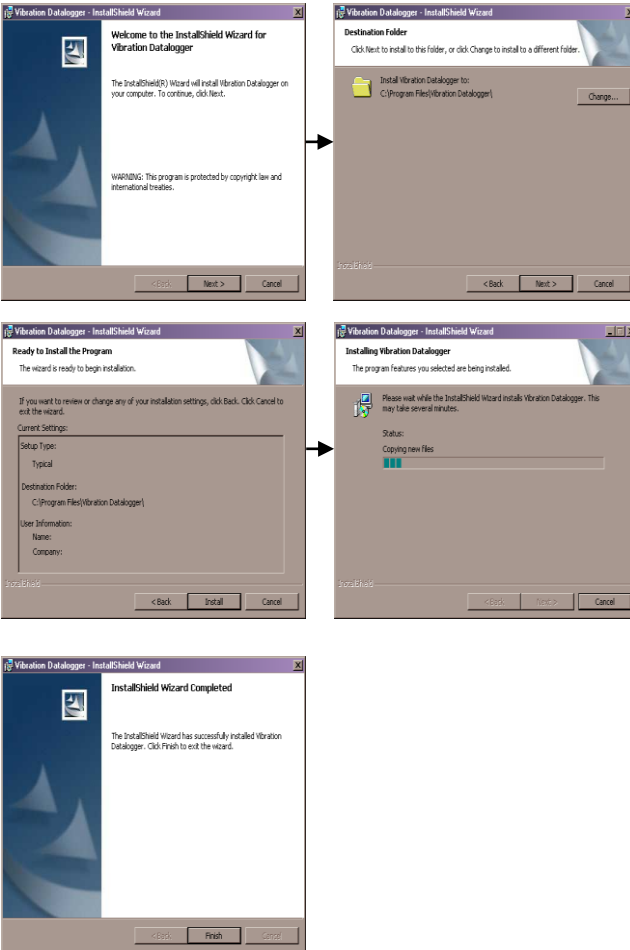 Vibration Datalogger - InstallShield Wizard
Welcome to the InstallShield Wizard for
Vibration Datalogger
The InstallShield(R) Wizard will install Vibration Datalogger on
your computer. To continue, click Next.
WARNING: This program is protected by copyright law and
international treaties.
< Back Next > Cancel
Vibration Datalogger - InstallShield Wizard
Destination Folder
Click Next to install to this folder, or click Change to install to a different folder.
Install Vibration Datalogger to:
C:\Program Files\Vibration Datalogger\
Change...
InstallShield
< Back Next > Cancel
Vibration Datalogger - InstallShield Wizard
Ready to Install the Program
The wizard is ready to begin installation.
If you want to review or change any of your installation settings, click Back. Click Cancel to
exit the wizard.
Current Settings:
Setup Type:
Typical
Destination Folder:
C:\Program Files\Vibration Datalogger\
User Information:
Name:
Company:
InstallShield
< Back Install Cancel
Vibration Datalogger - InstallShield Wizard
Installing Vibration Datalogger
The program features you selected are being installed.
Please wait while the InstallShield Wizard installs Vibration Datalogger. This
may take several minutes.
Status:
Copying new files
InstallShield
< Back Next > Cancel
Vibration Datalogger - InstallShield Wizard
InstallShield Wizard Completed
The InstallShield Wizard has successfully installed Vibration
Datalogger. Click Finish to exit the wizard.
< Back Finish Cancel